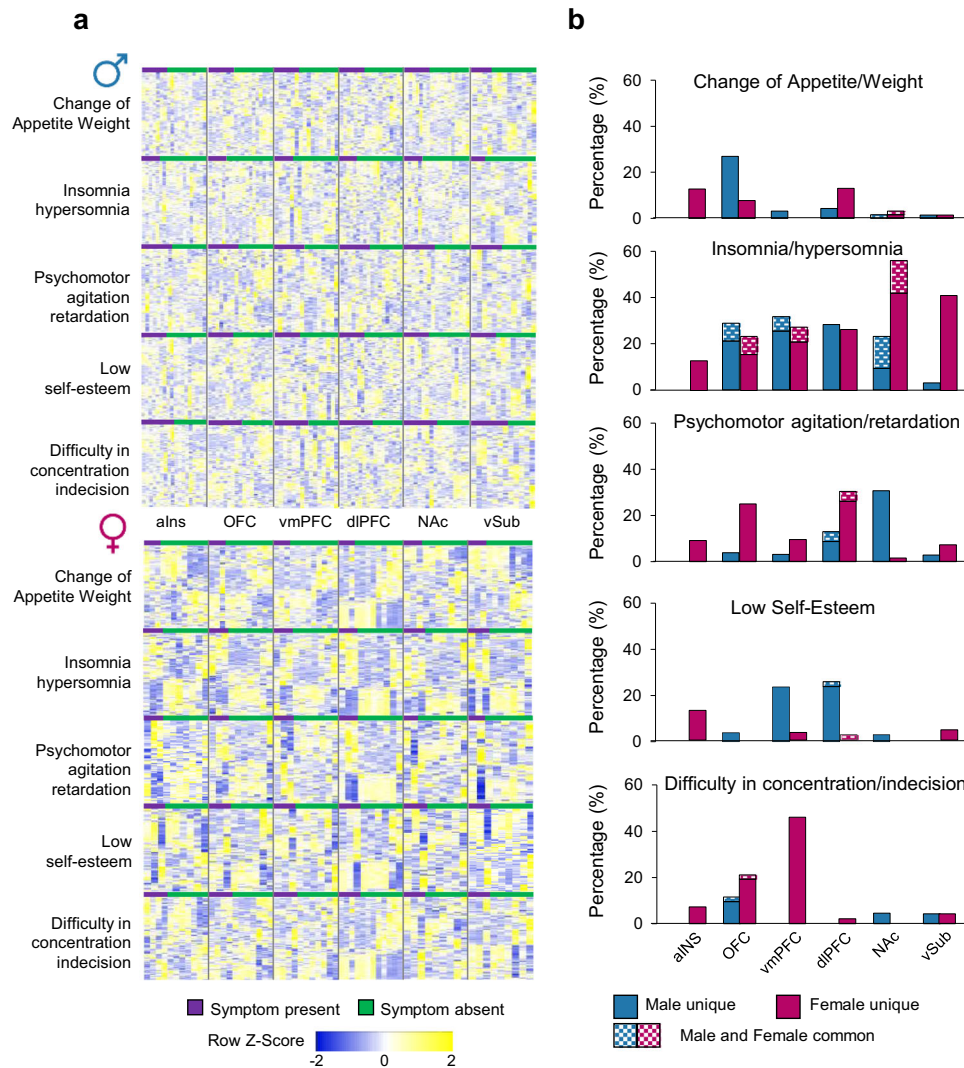 a
Change of
Appetite Weight
Insomnia
hypersomnia
Psychomotor
agitation
retardation
Low
self-esteem
Difficulty in
concentration
indecision
aIns OFC vmPFC dlPFC NAc vSub
Change of
Appetite Weight
Insomnia
hypersomnia
Psychomotor
agitation
retardation
Low
self-esteem
Difficulty in
concentration
indecision
Symptom present Symptom absent
Row Z-Score
-2 0 2
b
Change of Appetite/Weight
Percentage (%)
60
40
20
0
Insomnia/hypersomnia
Percentage (%)
60
40
20
0
Psychomotor agitation/retardation
Percentage (%)
60
40
20
0
Low Self-Esteem
Percentage (%)
60
40
20
0
Difficulty in concentration/indecision
Percentage (%)
60
40
20
0
aINS OFC vmPFC dlPFC NAc vSub
Male unique Female unique
Male and Female common